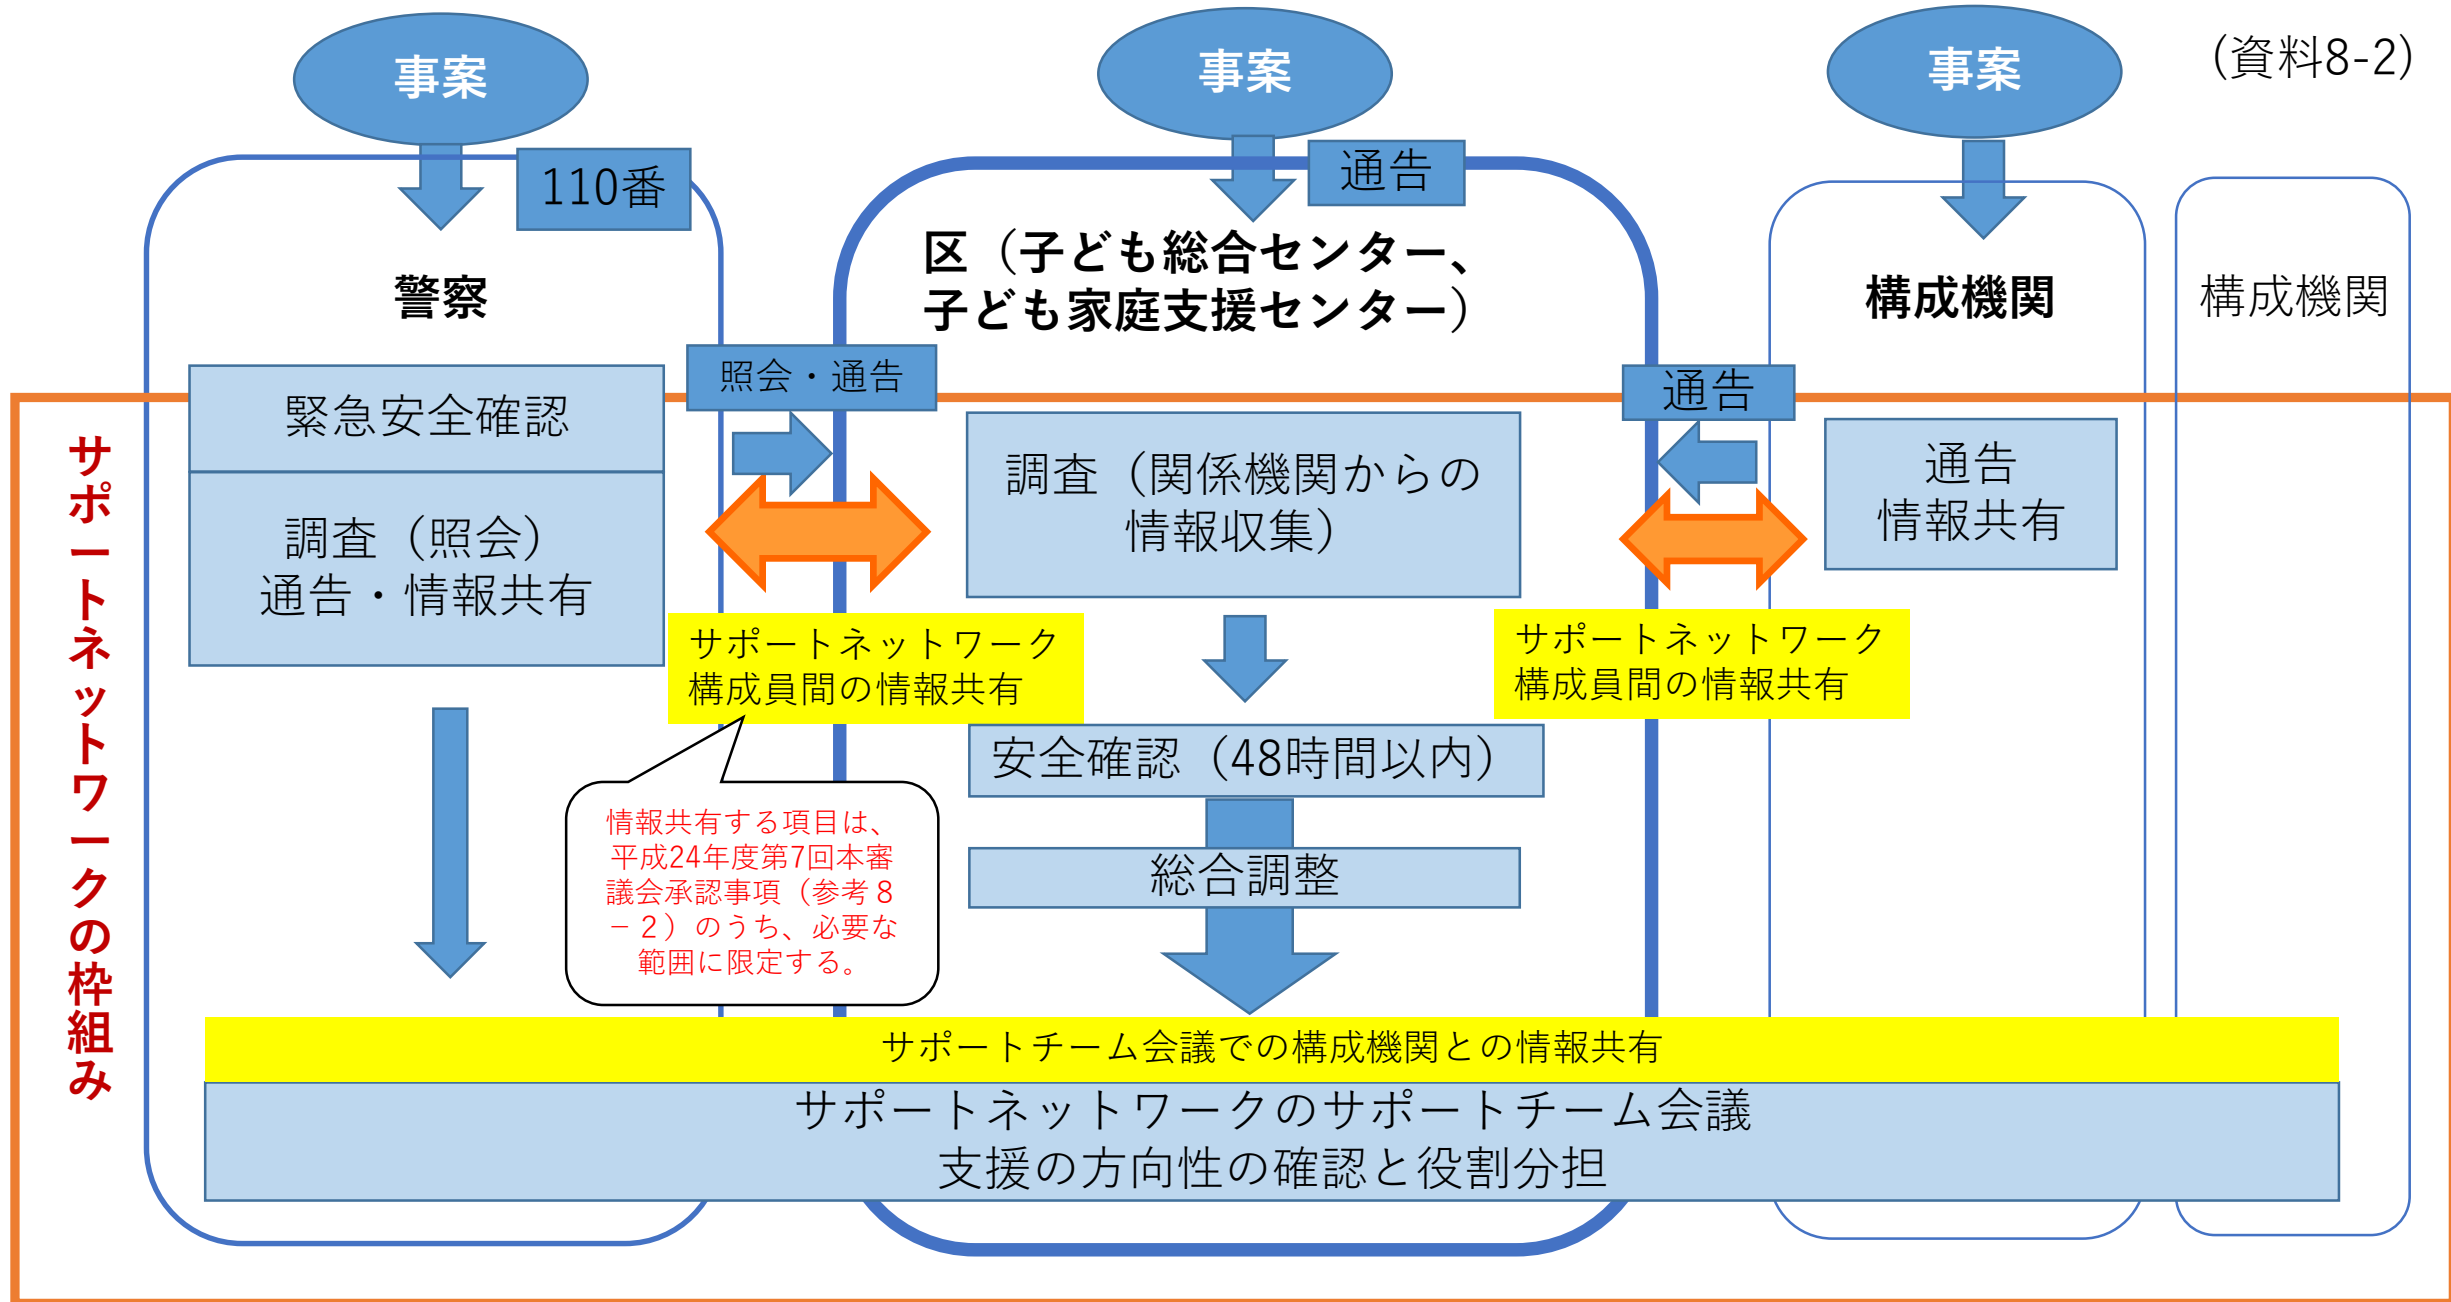 事案
事案
事案
(資料8-2)
110番
通告
警察
区（子ども総合センター、
子ども家庭支援センター）
構成機関
構成機関
照会・通告
通告
サポートネットワークの枠組み
緊急安全確認
調査（照会）
通告・情報共有
調査（関係機関からの
情報収集）
通告
情報共有
サポートネットワーク
構成員間の情報共有
サポートネットワーク
構成員間の情報共有
安全確認（48時間以内）
情報共有する項目は、
平成24年度第7回本審
議会承認事項（参考８
－２）のうち、必要な
範囲に限定する。
総合調整
サポートチーム会議での構成機関との情報共有
サポートネットワークのサポートチーム会議
支援の方向性の確認と役割分担